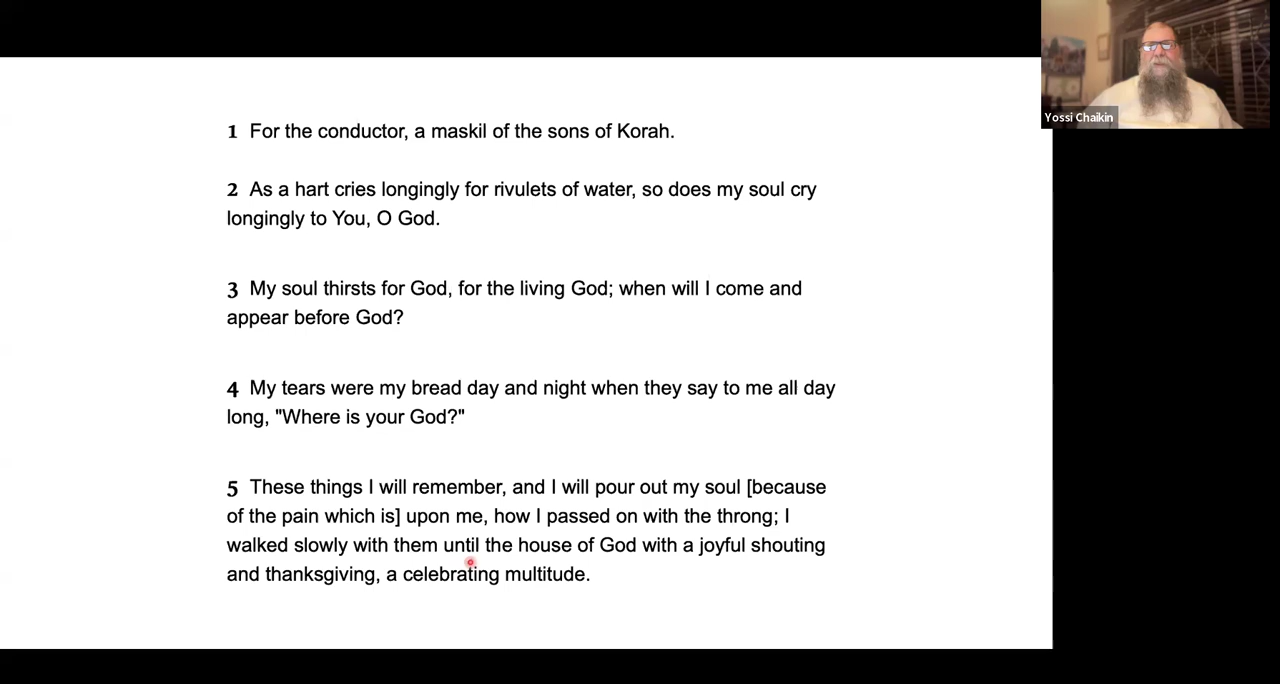 1 For the conductor, a maskil of the sons of Korah.
2 As a hart cries longingly for rivulets of water, so does my soul cry
longingly to You, O God.
3 My soul thirsts for God, for the living God; when will I come and
appear before God?
4 My tears were my bread day and night when they say to me all day
long, "Where is your God?"
5 These things I will remember, and I will pour out my soul [because
of the pain which is] upon me, how I passed on with the throng; I
walked slowly with them until the house of God with a joyful shouting
and thanksgiving, a celebrating multitude.
Yossi Chaikin